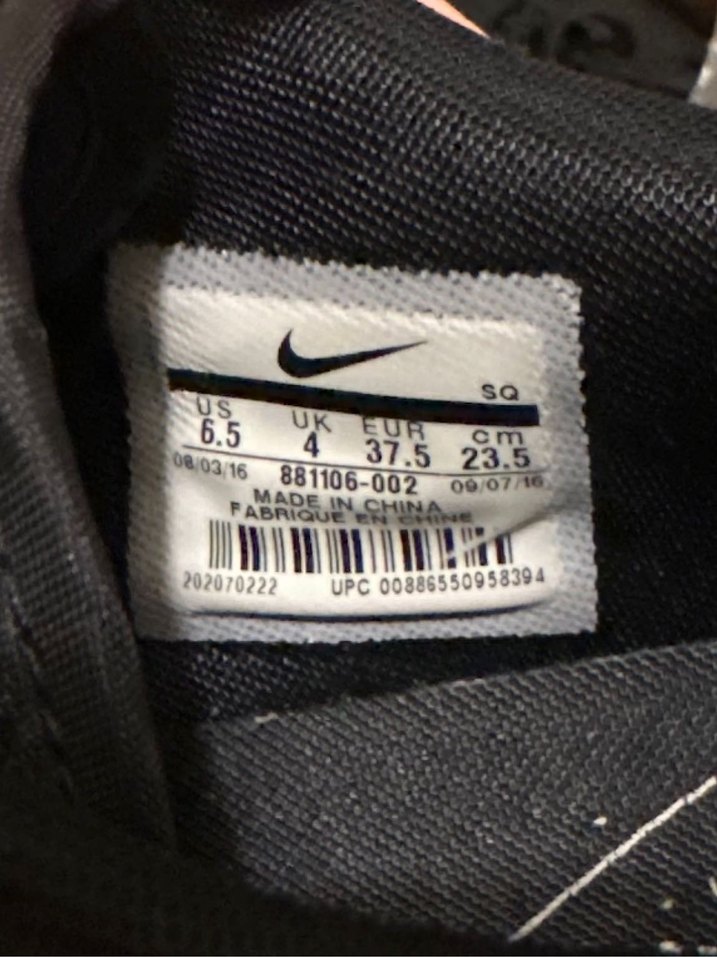 SQ
US UK EUR cm
6.5 4 37.5 23.5
08/03/16 881106-002 09/07/16
MADE IN CHINA
FABRIQUE EN CHINE
202070222 UPC 00886550958394